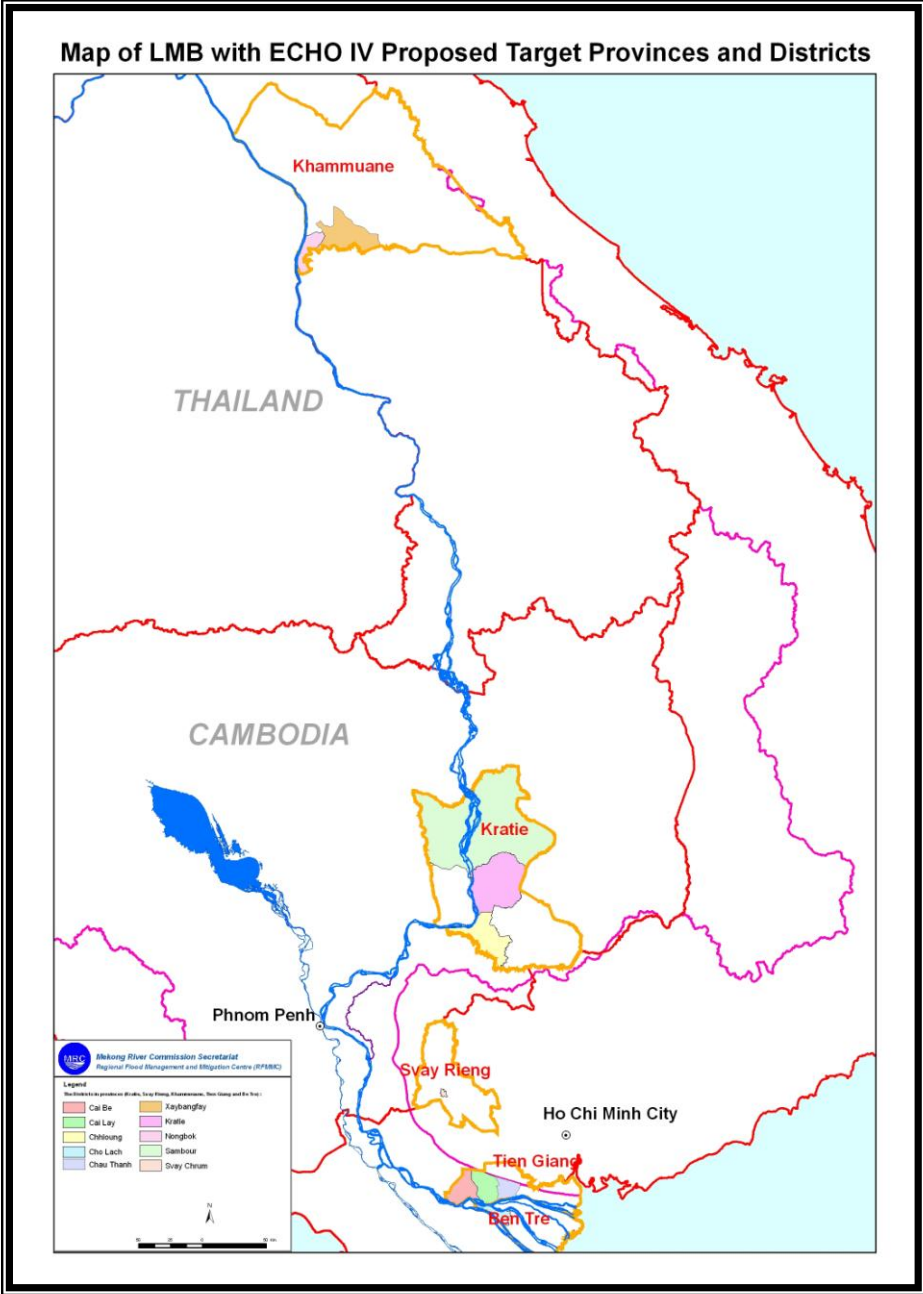 Map of LMB with ECHO IV Proposed Target Provinces and Districts
Khammuane
THAILAND
CAMBODIA
Kratie
Phnom Penh
Svay Rieng
Ho Chi Minh City
Tien Giang
Ben Tre
MRC
Mekong River Commission Secretariat
Regional Flood Management and Mitigation Centre (RFMMC)
Legend
Cai Be
Cai Lay
Chhloung
Cho Lach
Chau Thanh
Xaybangfay
Kratie
Nongbok
Sambour
Svay Chrum
N